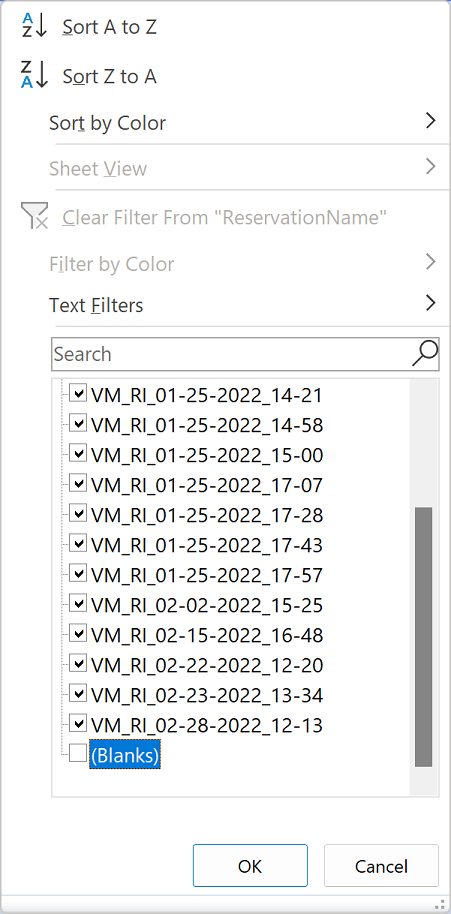 Sort A to Z
Sort Z to A
Sort by Color
Sheet View
Clear Filter From "ReservationName"
Filter by Color
Text Filters
Search
VM_RI_01-25-2022_14-21
VM_RI_01-25-2022_14-58
VM_RI_01-25-2022_15-00
VM_RI_01-25-2022_17-07
VM_RI_01-25-2022_17-28
VM_RI_01-25-2022_17-43
VM_RI_01-25-2022_17-57
VM_RI_02-02-2022_15-25
VM_RI_02-15-2022_16-48
VM_RI_02-22-2022_12-20
VM_RI_02-23-2022_13-34
VM_RI_02-28-2022_12-13
(Blanks)
OK Cancel